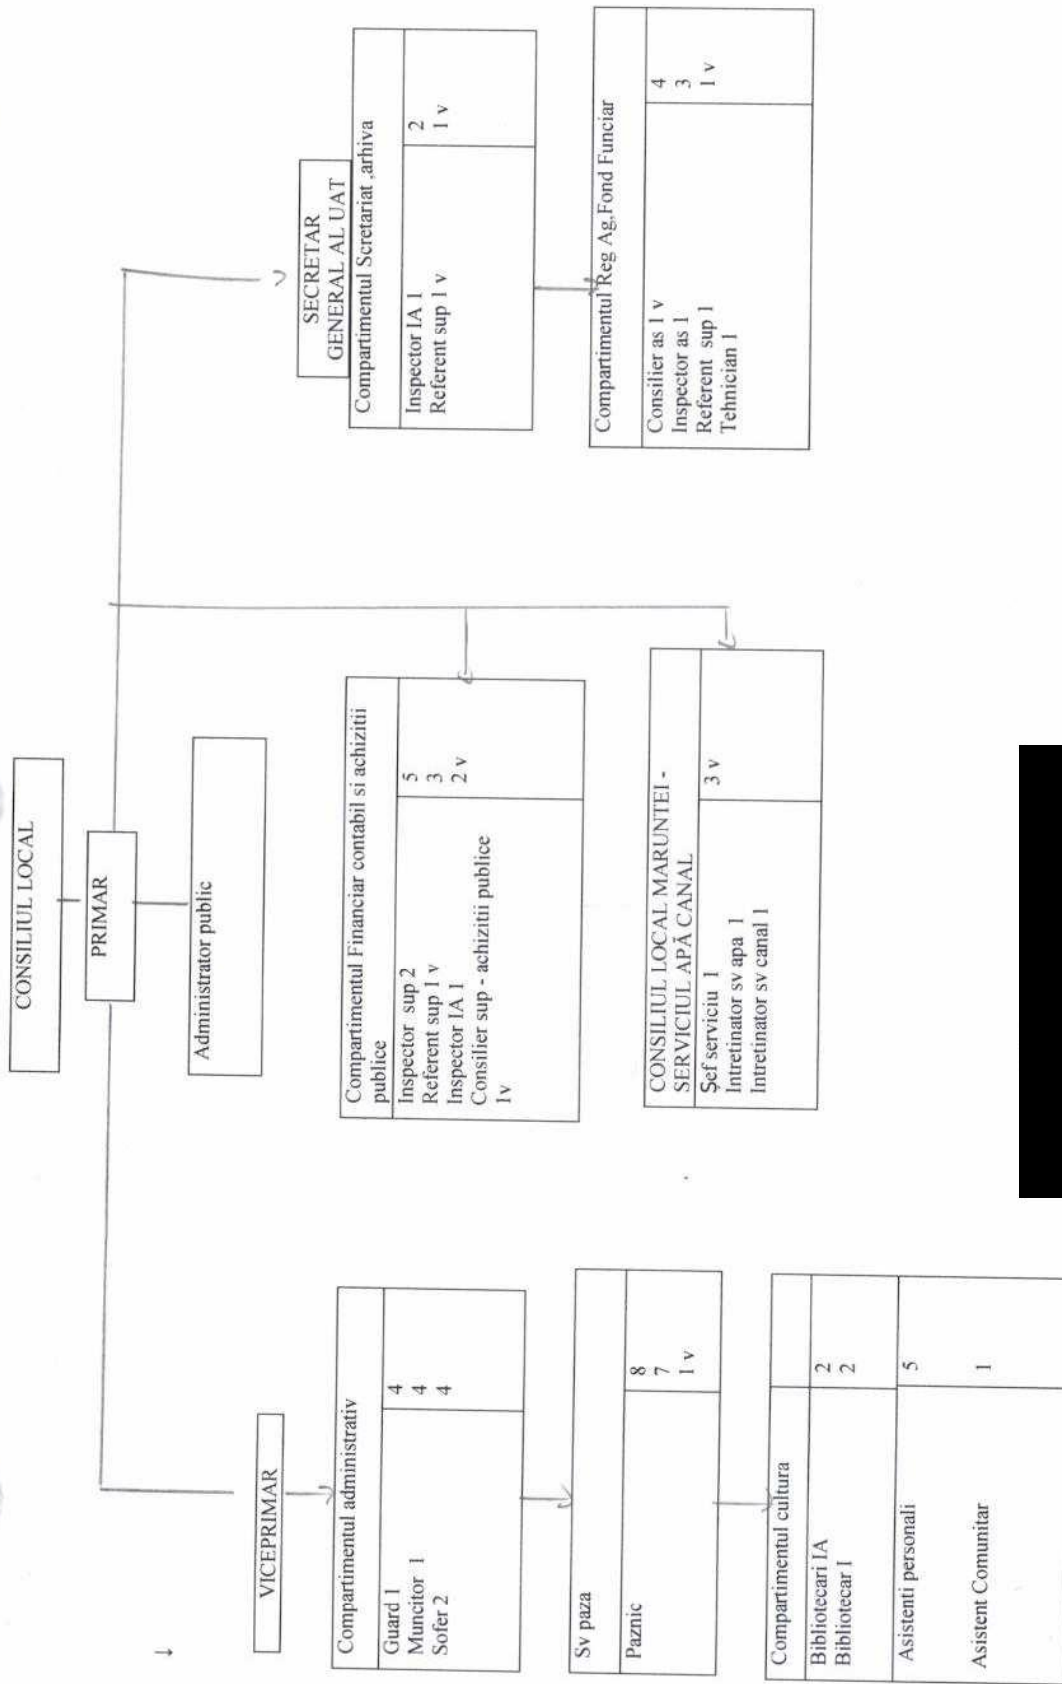 CONSILIUL LOCAL
PRIMAR
Administrator public
VICEPRIMAR
Compartimentul administrativ
Guard 1 4
Muncitor 1 4
Sofer 2 4
Sv paza
8
Paznic 7
1 v
Compartimentul cultura
Bibliotecari IA 2
Bibliotecar I 2
Asistenti personali 5
Asistent Comunitar 1
Compartimentul Financiar contabil si achizitii
publice
Inspector sup 2 5
Referent sup 1 v 3
Inspector IA 1 2 v
Consilier sup - achizitii publice
1v
CONSILIUL LOCAL MARUNTEI -
SERVICIUL APĂ CANAL
Șef serviciu 1 3 v
Intretinator sv apa 1
Intretinator sv canal 1
SECRETAR
GENERAL AL UAT
Compartimentul Scretariat ,arhiva
Inspector IA 1 2
Referent sup 1 v 1 v
Compartimentul Reg Ag,Fond Funciar
Consilier as 1 v 4
Inspector as 1 3
Referent sup 1 1 v
Tehnician 1